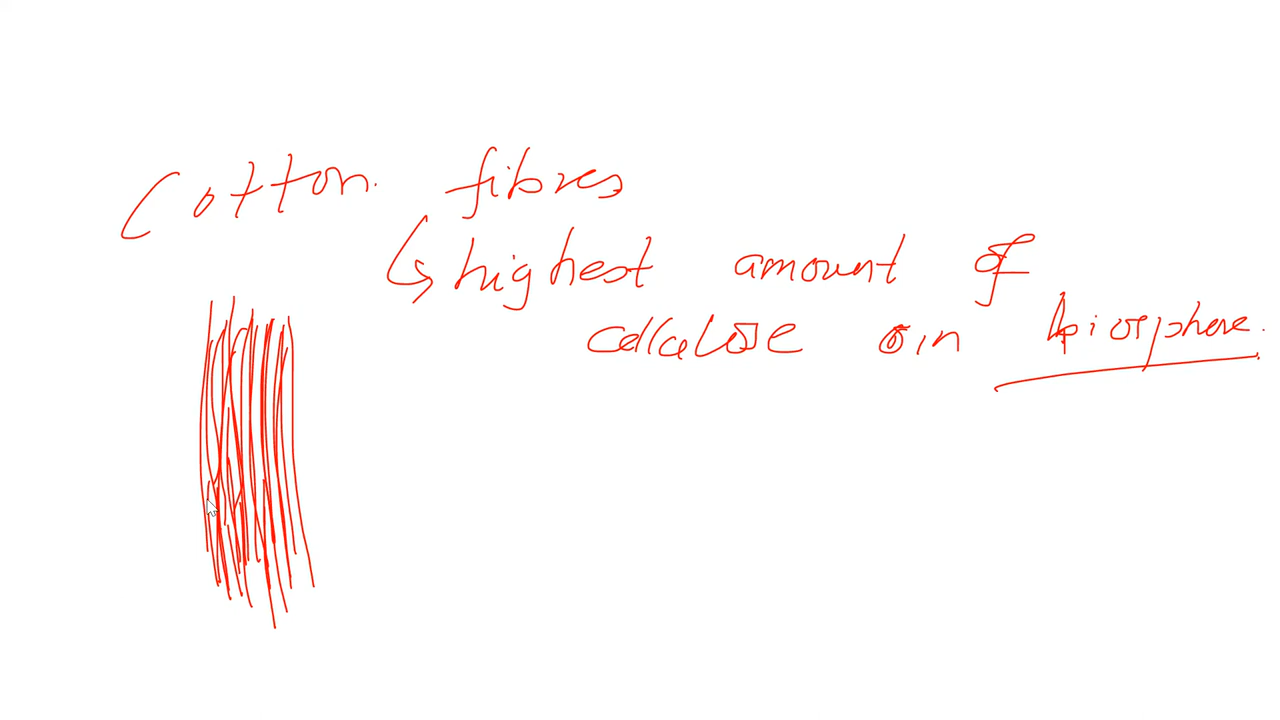 Cotton. fibres
↳ highest amount of
cellulose in biosphere.